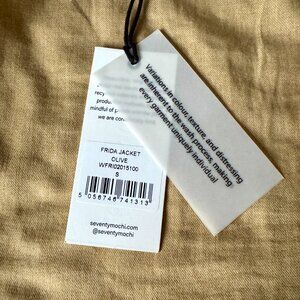 recy
produ
mindful of p
we are con
FRIDA JACKET
OLIVE
WFRI02015100
S
5 056746 741313
seventymochi.com
@seventymochi
Variations in colour, texture and distressing
are inherent to the wash process, making
every garment uniquely individual